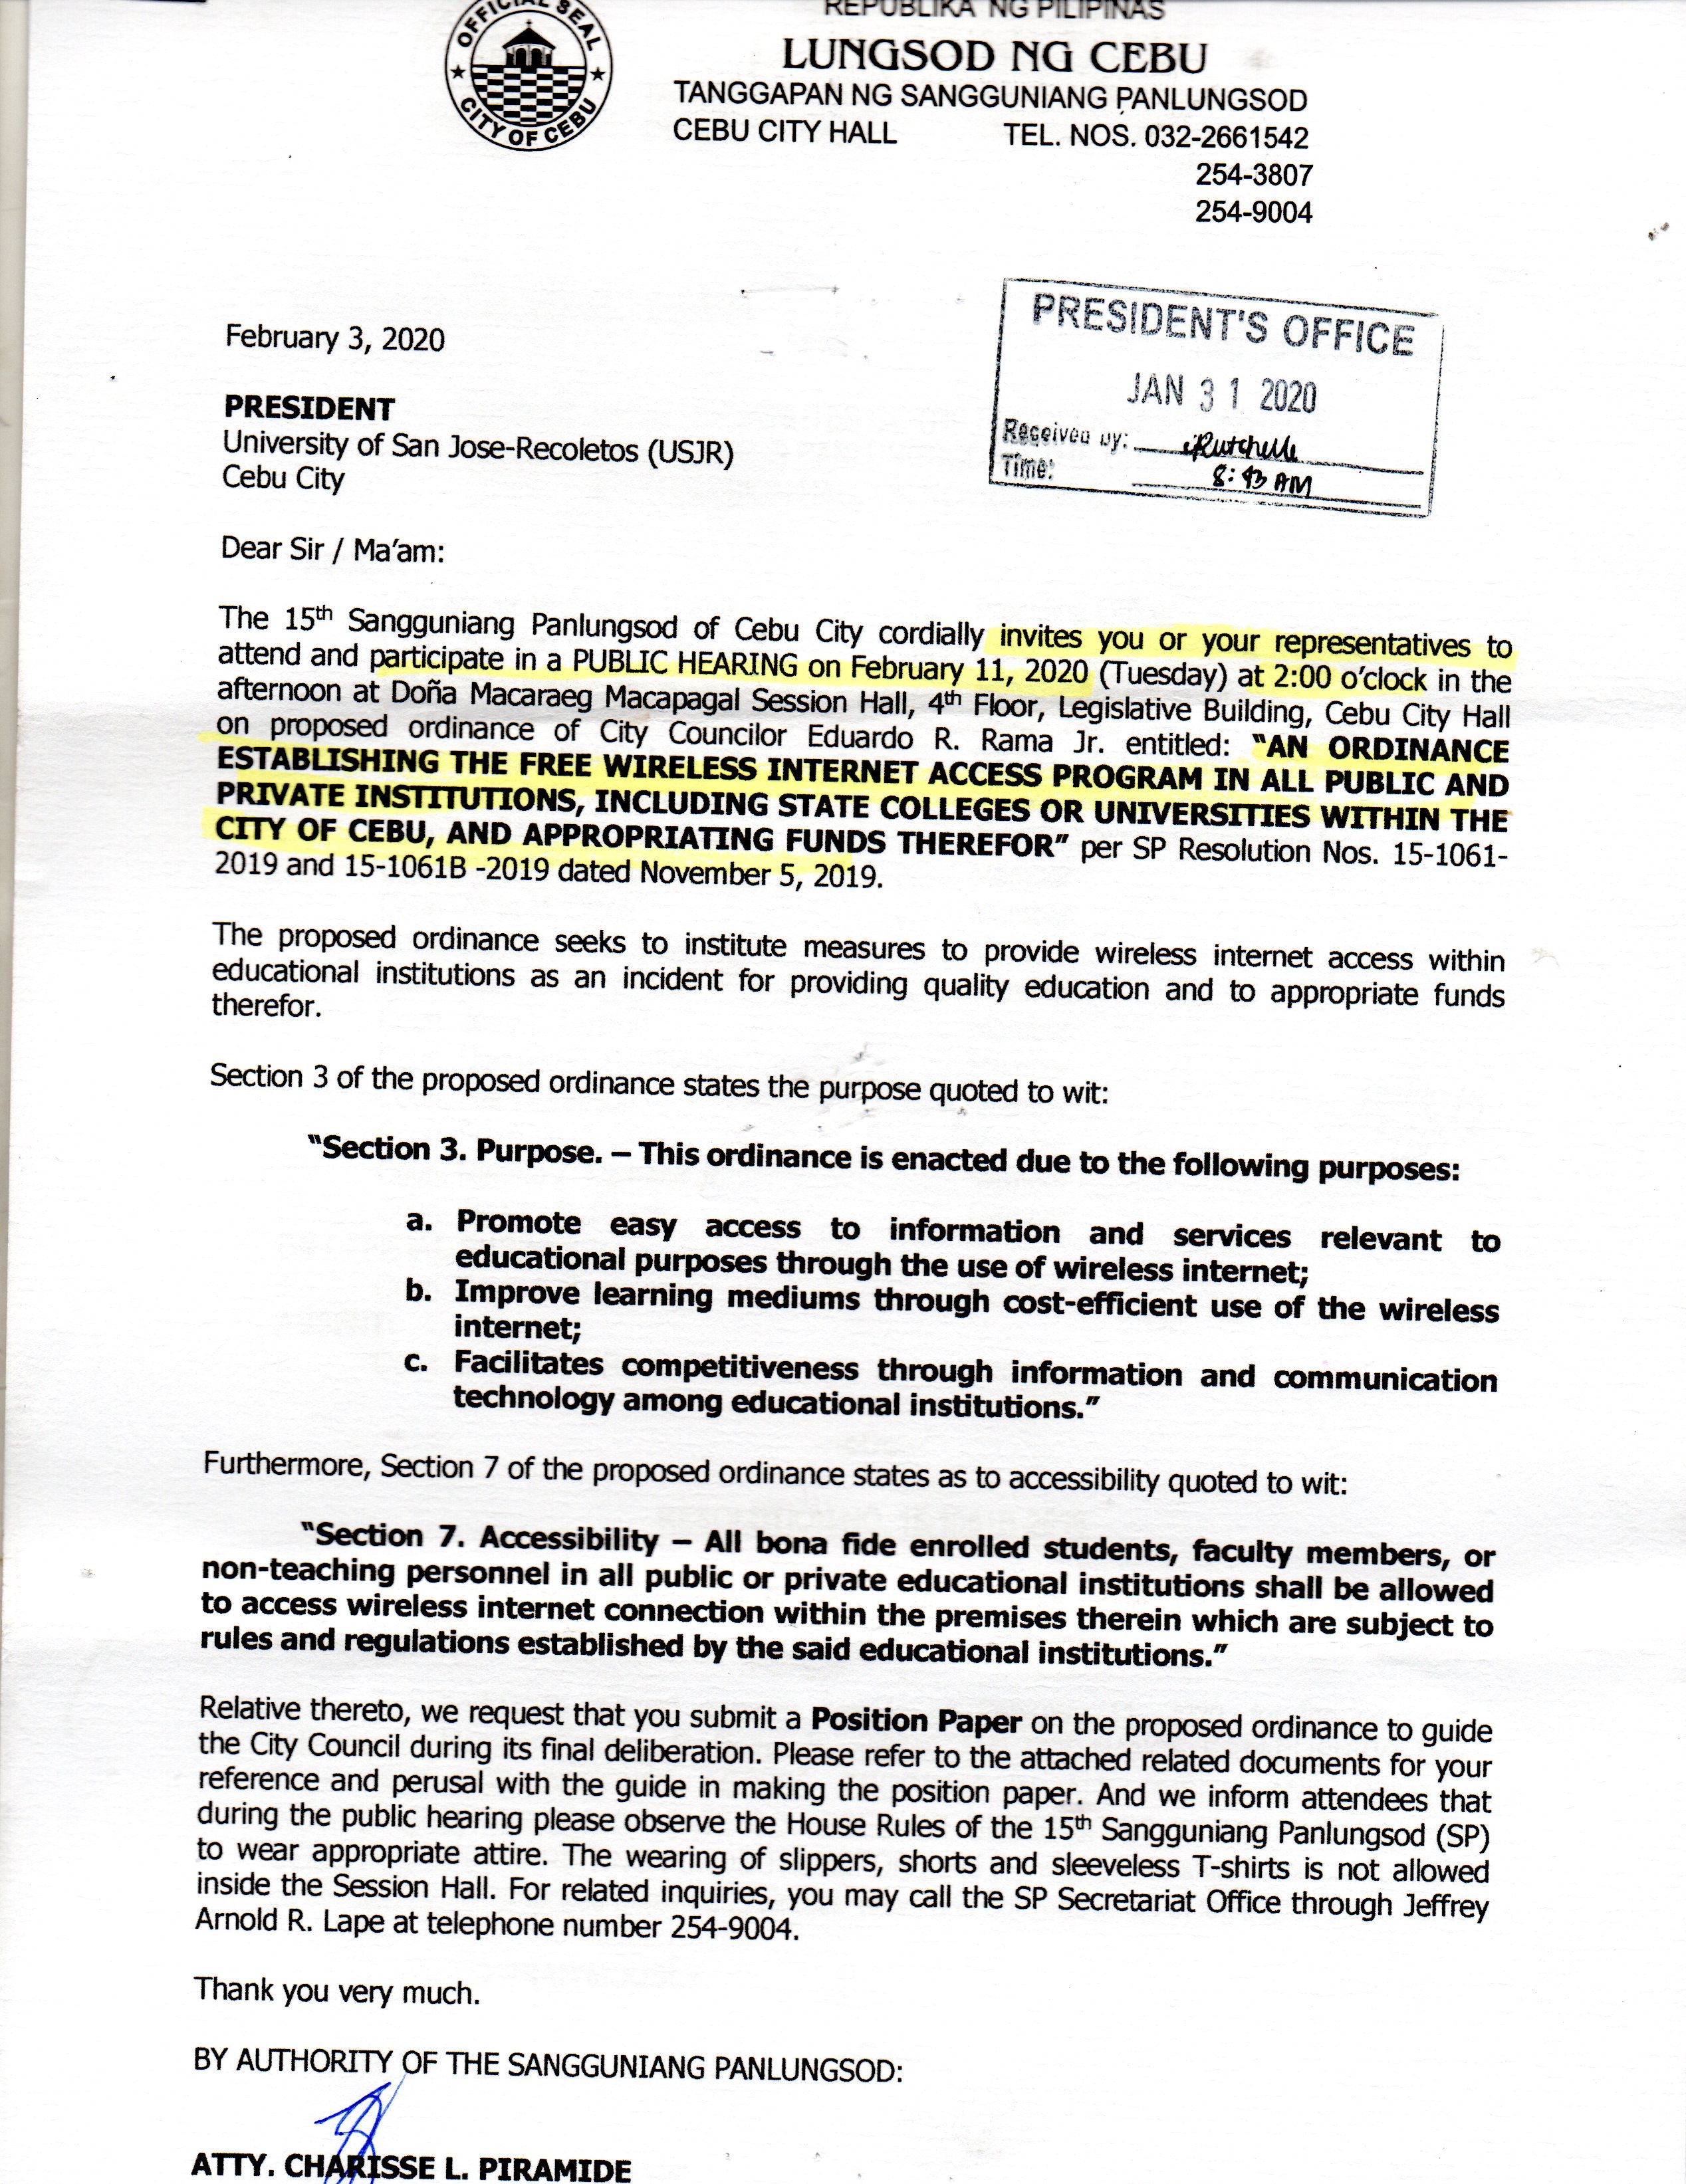 OFFICIAL SEAL
CITY OF CEBU
REPUBLIKA NG PILIPINAS
LUNGSOD NG CEBU
TANGGAPAN NG SANGGUNIANG PANLUNGSOD
CEBU CITY HALL TEL. NOS. 032-2661542
254-3807
254-9004
PRESIDENT'S OFFICE
JAN 31 2020
Received by: Rutchelle
Time: 8:43 AM
February 3, 2020
PRESIDENT
University of San Jose-Recoletos (USJR)
Cebu City
Dear Sir / Ma'am:
The 15th Sangguniang Panlungsod of Cebu City cordially invites you or your representatives to
attend and participate in a PUBLIC HEARING on February 11, 2020 (Tuesday) at 2:00 o'clock in the
afternoon at Doña Macaraeg Macapagal Session Hall, 4th Floor, Legislative Building, Cebu City Hall
on proposed ordinance of City Councilor Eduardo R. Rama Jr. entitled: "AN ORDINANCE
ESTABLISHING THE FREE WIRELESS INTERNET ACCESS PROGRAM IN ALL PUBLIC AND
PRIVATE INSTITUTIONS, INCLUDING STATE COLLEGES OR UNIVERSITIES WITHIN THE
CITY OF CEBU, AND APPROPRIATING FUNDS THEREFOR" per SP Resolution Nos. 15-1061-
2019 and 15-1061B -2019 dated November 5, 2019.
The proposed ordinance seeks to institute measures to provide wireless internet access within
educational institutions as an incident for providing quality education and to appropriate funds
therefor.
Section 3 of the proposed ordinance states the purpose quoted to wit:
"Section 3. Purpose. – This ordinance is enacted due to the following purposes:
a. Promote easy access to information and services relevant to
educational purposes through the use of wireless internet;
b. Improve learning mediums through cost-efficient use of the wireless
internet;
c. Facilitates competitiveness through information and communication
technology among educational institutions."
Furthermore, Section 7 of the proposed ordinance states as to accessibility quoted to wit:
"Section 7. Accessibility – All bona fide enrolled students, faculty members, or
non-teaching personnel in all public or private educational institutions shall be allowed
to access wireless internet connection within the premises therein which are subject to
rules and regulations established by the said educational institutions."
Relative thereto, we request that you submit a Position Paper on the proposed ordinance to guide
the City Council during its final deliberation. Please refer to the attached related documents for your
reference and perusal with the guide in making the position paper. And we inform attendees that
during the public hearing please observe the House Rules of the 15th Sangguniang Panlungsod (SP)
to wear appropriate attire. The wearing of slippers, shorts and sleeveless T-shirts is not allowed
inside the Session Hall. For related inquiries, you may call the SP Secretariat Office through Jeffrey
Arnold R. Lape at telephone number 254-9004.
Thank you very much.
BY AUTHORITY OF THE SANGGUNIANG PANLUNGSOD:
ATTY. CHARISSE L. PIRAMIDE